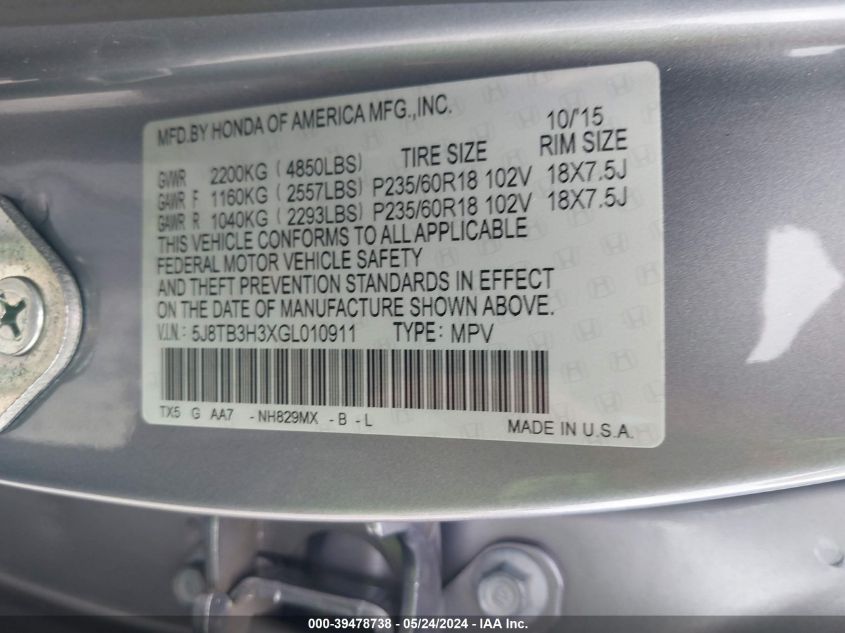 MFD.BY HONDA OF AMERICA MFG.,INC. 10/'15
GVWR 2200KG ( 4850LBS) TIRE SIZE RIM SIZE
GAWR F 1160KG ( 2557LBS) P235/60R18 102V 18X7.5J
GAWR R 1040KG ( 2293LBS) P235/60R18 102V 18X7.5J
THIS VEHICLE CONFORMS TO ALL APPLICABLE
FEDERAL MOTOR VEHICLE SAFETY
AND THEFT PREVENTION STANDARDS IN EFFECT
ON THE DATE OF MANUFACTURE SHOWN ABOVE.
V.I.N.: 5J8TB3H3XGL010911 TYPE: MPV
TX5 G AA7 -NH829MX -B -L
MADE IN U.S.A.
000-39478738 - 05/24/2024 - IAAI.com, Inc.